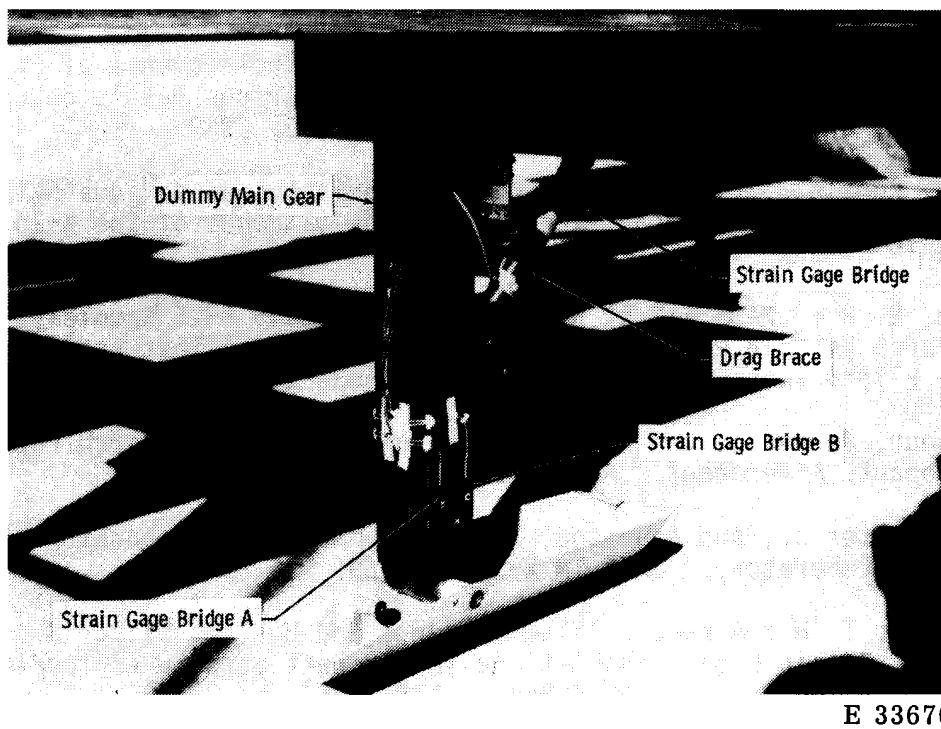 Dummy Main Gear
Strain Gage Bridge
Drag Brace
Strain Gage Bridge B
Strain Gage Bridge A
E 3367